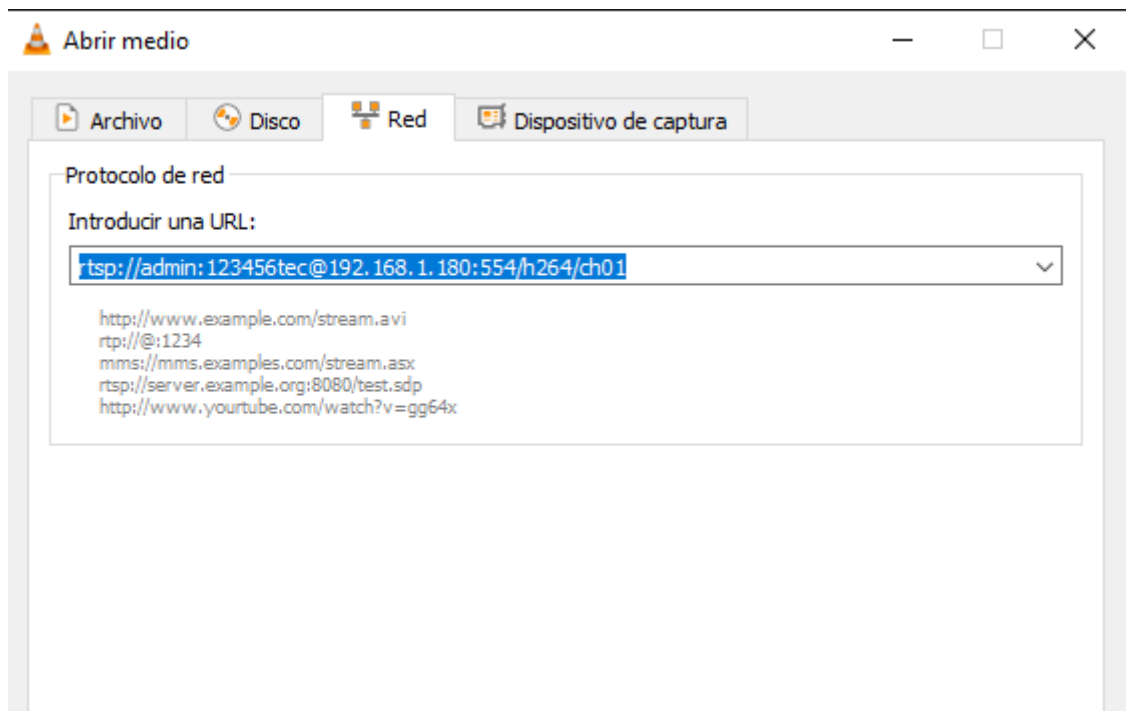 Abrir medio
Archivo Disco Red Dispositivo de captura
Protocolo de red
Introducir una URL:
rtsp://admin:123456tec@192.168.1.180:554/h264/ch01
http://www.example.com/stream.avi
rtp://@:1234
mms://mms.examples.com/stream.asx
rtsp://server.example.org:8080/test.sdp
http://www.yourtube.com/watch?v=gg64x